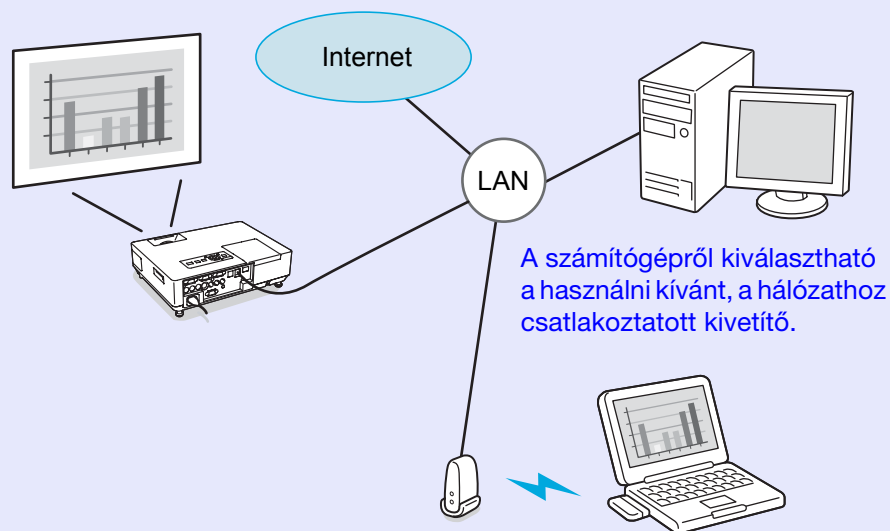 Internet
LAN
A számítógépről kiválasztható
a használni kívánt, a hálózathoz
csatlakoztatott kivetítő.